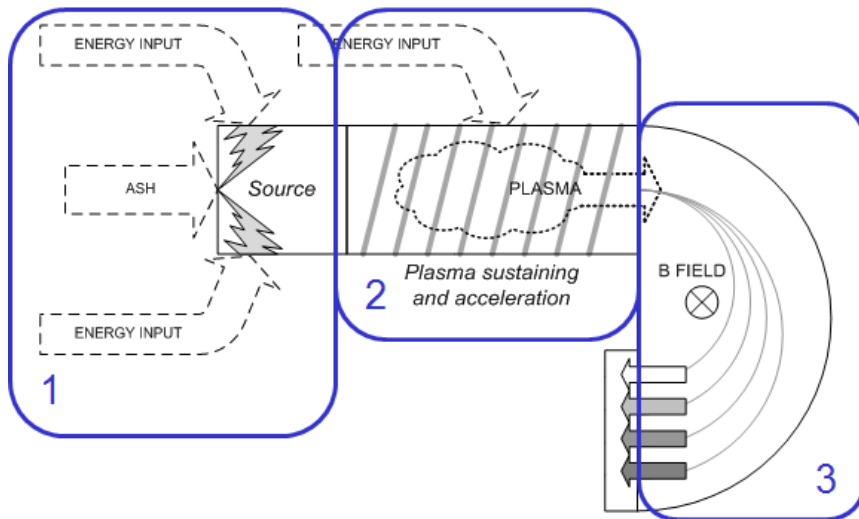 ENERGY INPUT
ENERGY INPUT
ASH
Source
PLASMA
Plasma sustaining
and acceleration
B FIELD
ENERGY INPUT
1
2
3